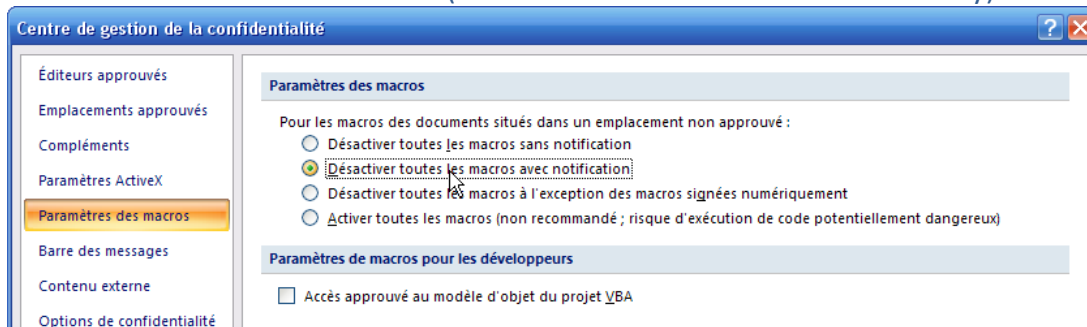 Centre de gestion de la confidentialité
Éditeurs approuvés
Emplacements approuvés
Compléments
Paramètres ActiveX
Paramètres des macros
Barre des messages
Contenu externe
Options de confidentialité
Paramètres des macros
Pour les macros des documents situés dans un emplacement non approuvé :
Désactiver toutes les macros sans notification
Désactiver toutes les macros avec notification
Désactiver toutes les macros à l'exception des macros signées numériquement
Activer toutes les macros (non recommandé ; risque d'exécution de code potentiellement dangereux)
Paramètres de macros pour les développeurs
Accès approuvé au modèle d'objet du projet VBA